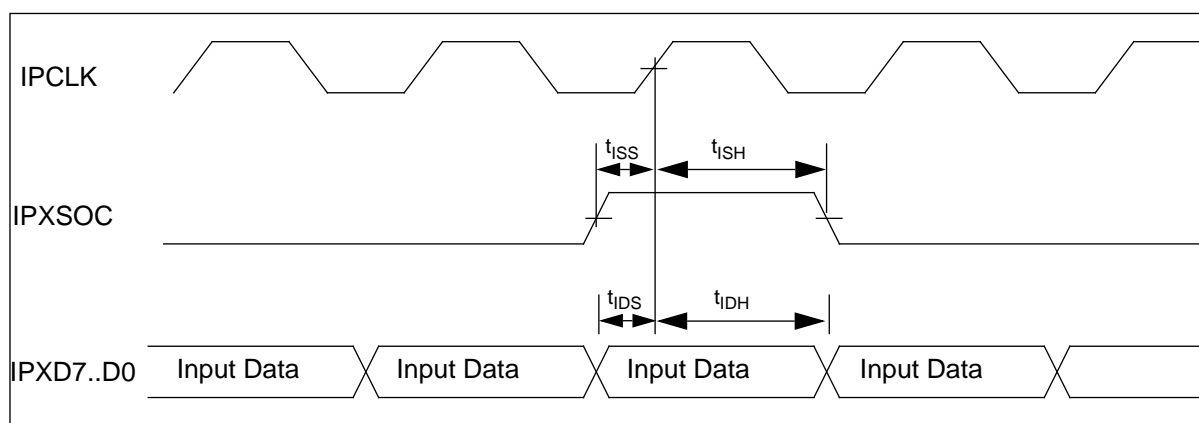 IPCLK
tISS tISH
IPXSOC
tIDS tIDH
IPXD7..D0 Input Data Input Data Input Data Input Data